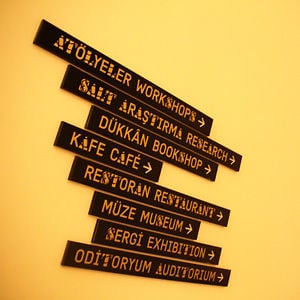 ATÖLYELER WORKSHOPS →
SALT ARAŞTIRMA RESEARCH →
DÜKKÂN BOOKSHOP →
KAFE CAFÉ →
RESTORAN RESTAURANT →
MÜZE MUSEUM →
SERGİ EXHIBITION →
ODİTORYUM AUDITORIUM →